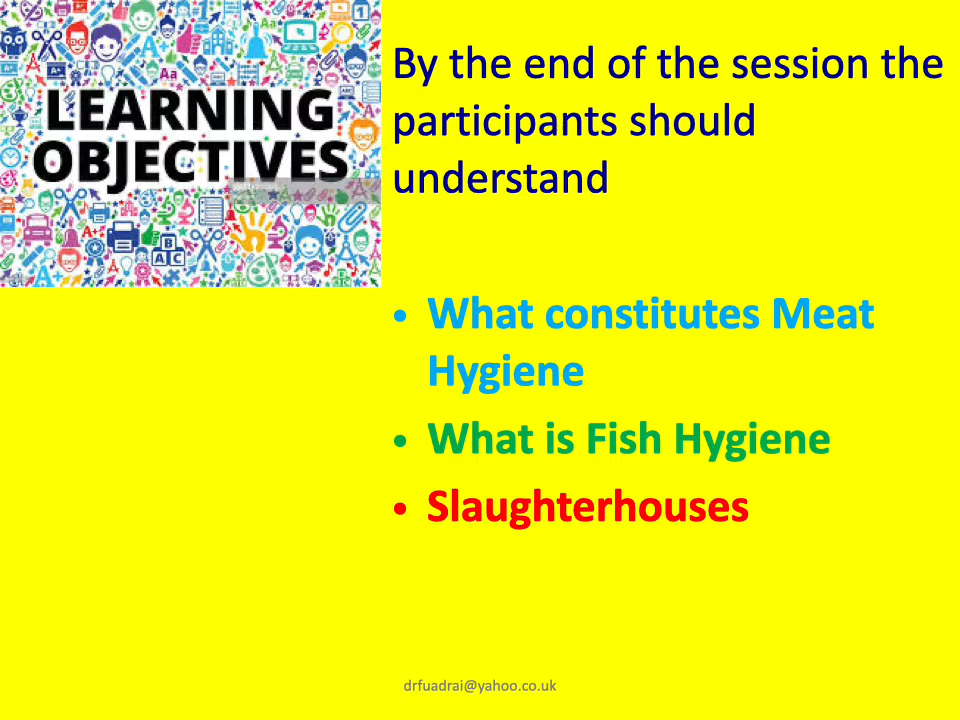 LEARNING
OBJECTIVES
By the end of the session the
participants should
understand
• What constitutes Meat
Hygiene
• What is Fish Hygiene
• Slaughterhouses
drfuadrai@yahoo.co.uk